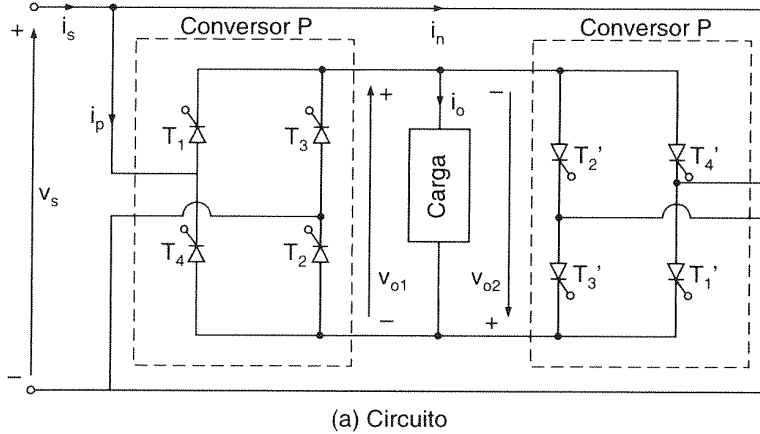 +
i_s
i_n
Conversor P
Conversor P
i_p
T_1
T_3
+
−
i_o
T_2'
T_4'
v_s
Carga
T_4
T_2
v_o1
v_o2
T_3'
T_1'
−
+
−
(a) Circuito